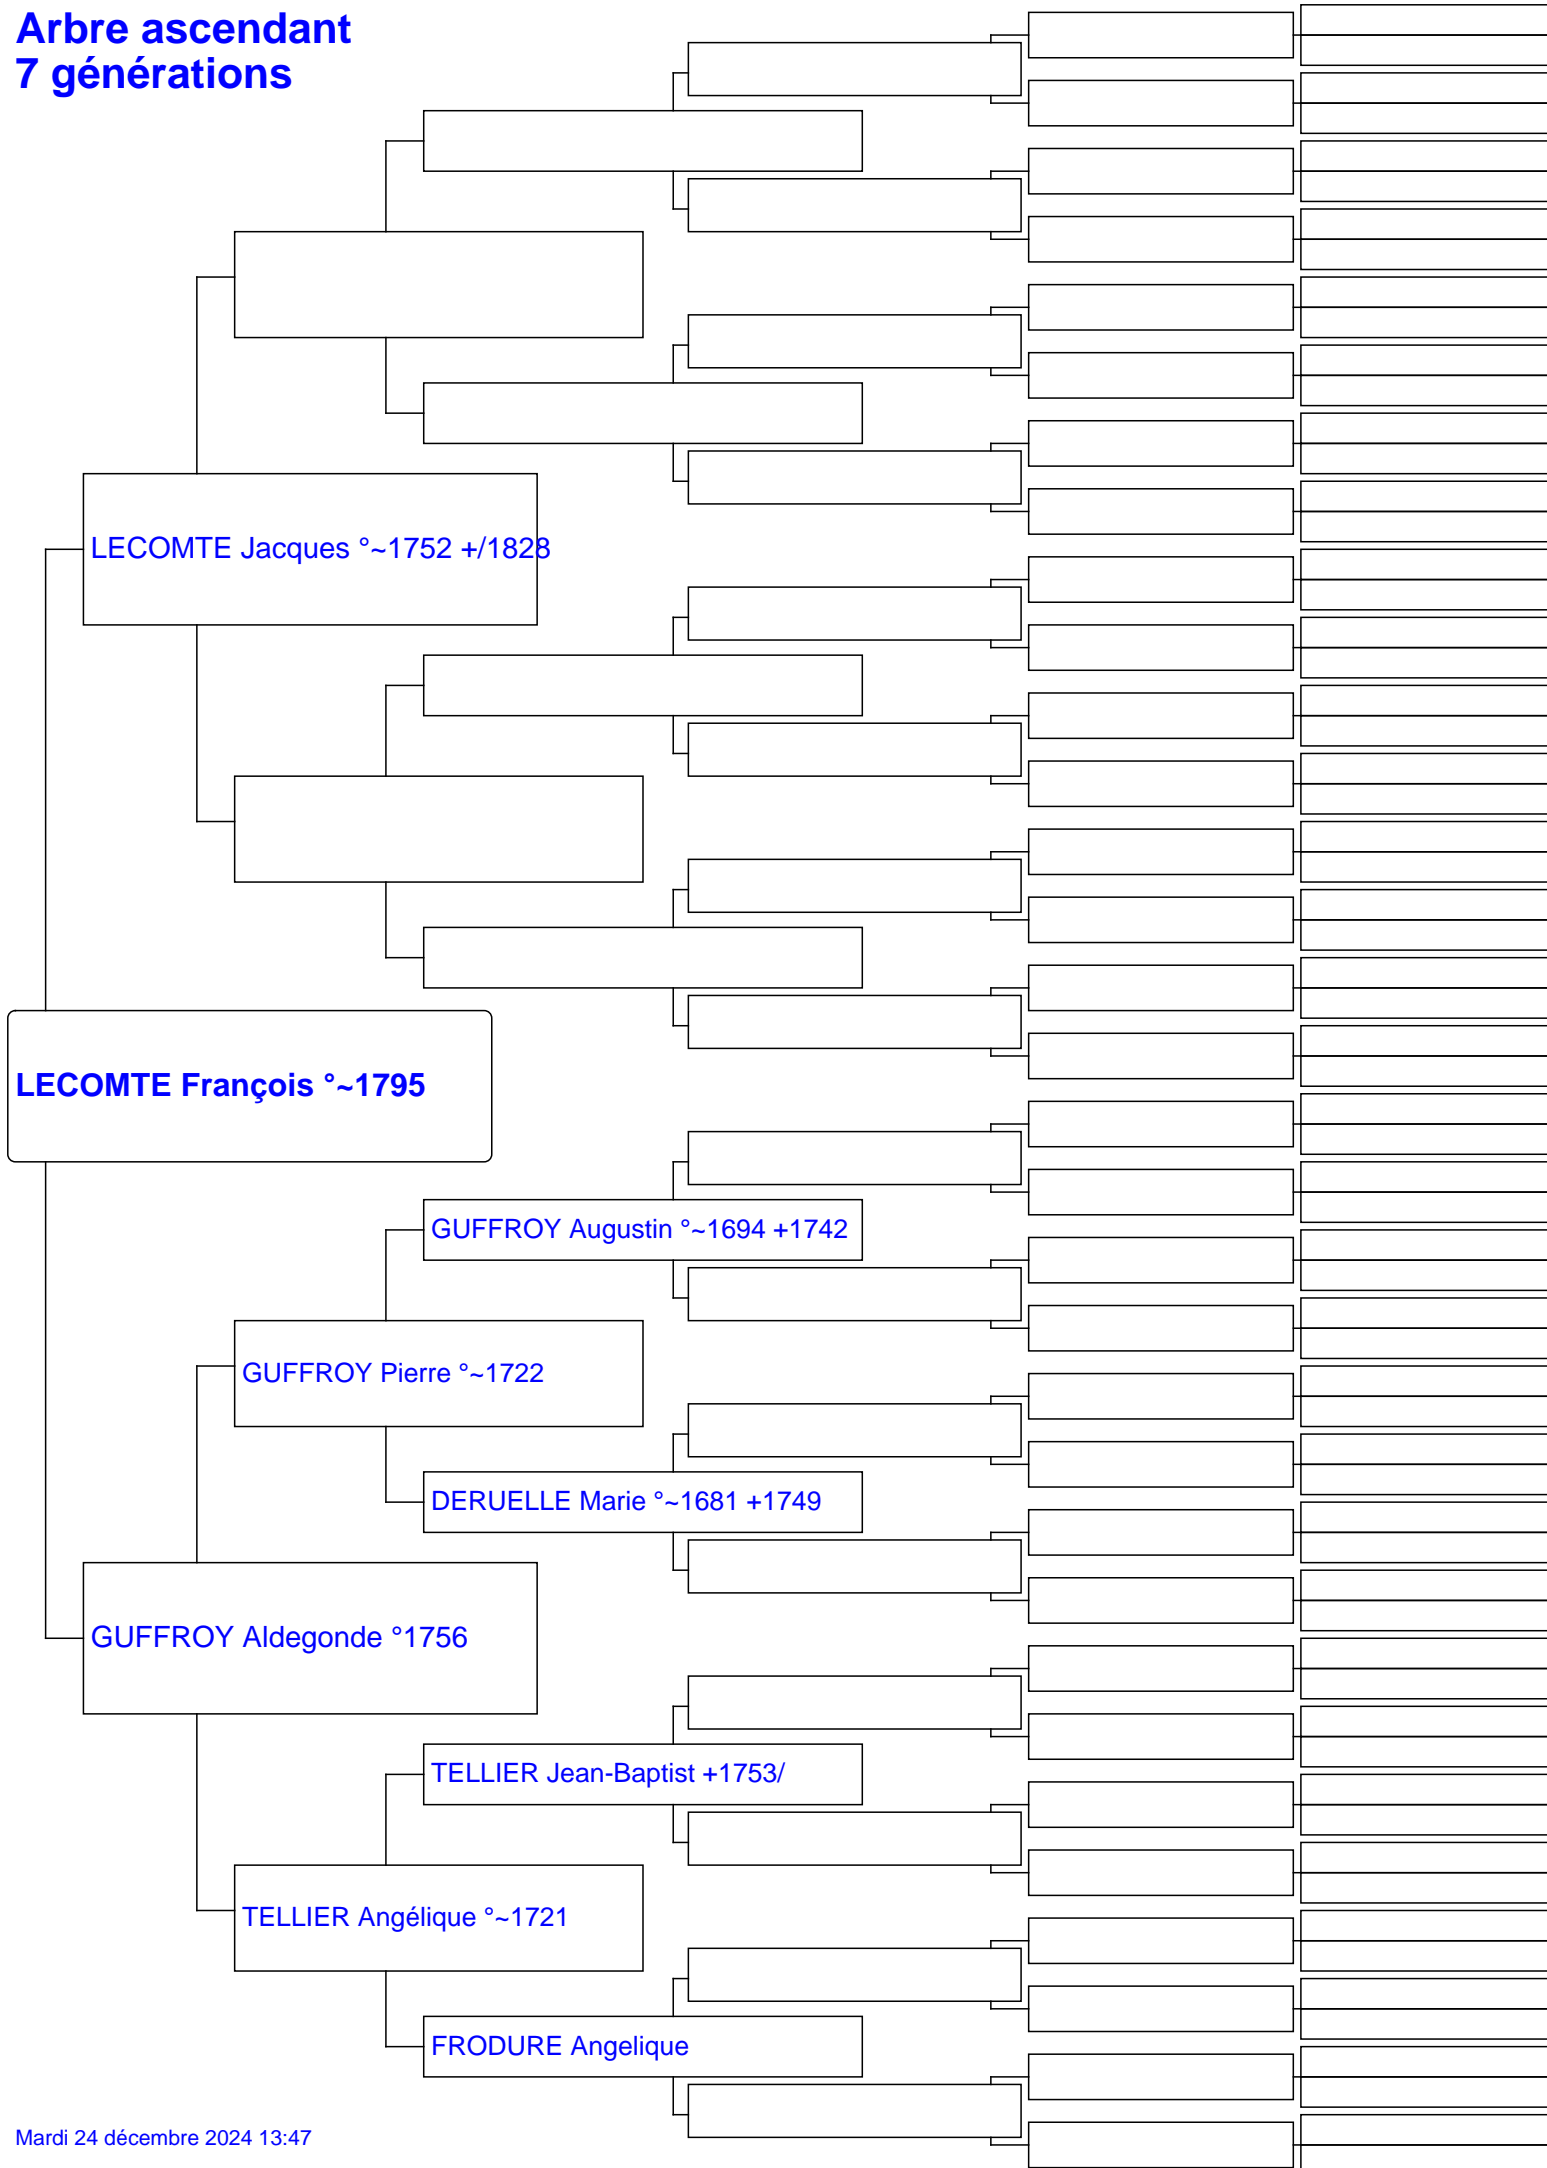 Arbre ascendant
7 générations
LECOMTE Jacques °~1752 +/1828
LECOMTE François °~1795
GUFFROY Augustin °~1694 +1742
GUFFROY Pierre °~1722
DERUELLE Marie °~1681 +1749
GUFFROY Aldegonde °1756
TELLIER Jean-Baptist +1753/
TELLIER Angélique °~1721
FRODURE Angelique
Mardi 24 décembre 2024 13:47